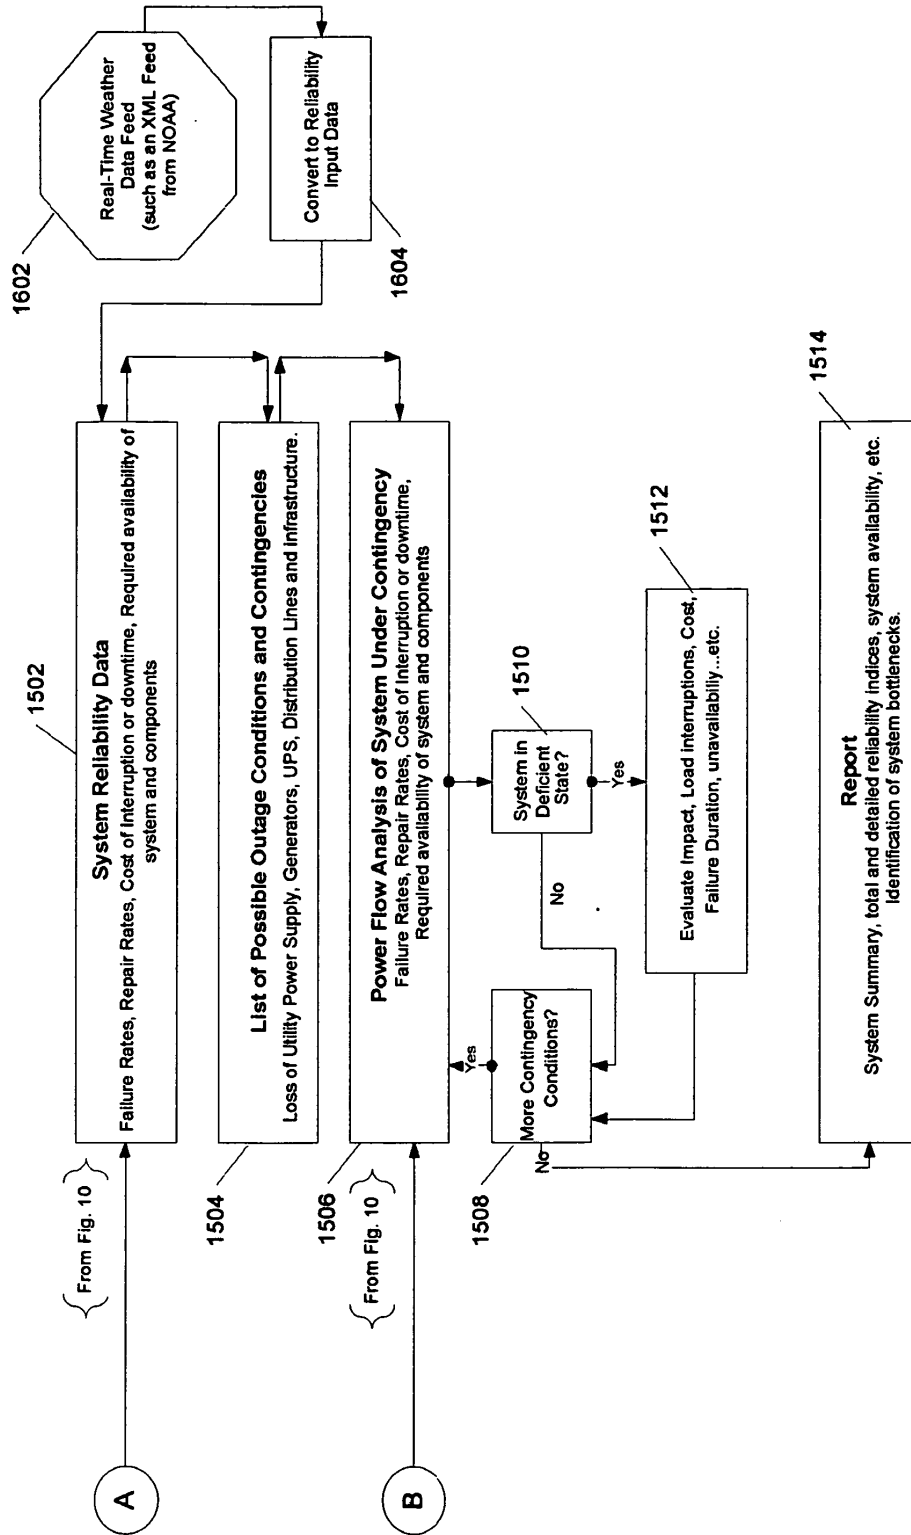 1602
Real-Time Weather
Data Feed
(such as an XML Feed
from NOAA)
Convert to Reliability
Input Data
1604
A
From Fig. 10
1502
System Reliability Data
Failure Rates, Repair Rates, Cost of Interruption or downtime, Required availability of
system and components
1504
List of Possible Outage Conditions and Contingencies
Loss of Utility Power Supply, Generators, UPS, Distribution Lines and Infrastructure.
B
From Fig. 10
1506
Power Flow Analysis of System Under Contingency
Failure Rates, Repair Rates, Cost of Interruption or downtime,
Required availability of system and components
1508
Yes
More Contingency
Conditions?
No
1510
System in
Deficient
State?
No
Yes
1512
Evaluate Impact, Load interruptions, Cost,
Failure Duration, unavailabiliy...etc.
1514
Report
System Summary, total and detailed reliability indices, system availability, etc.
Identification of system bottlenecks.